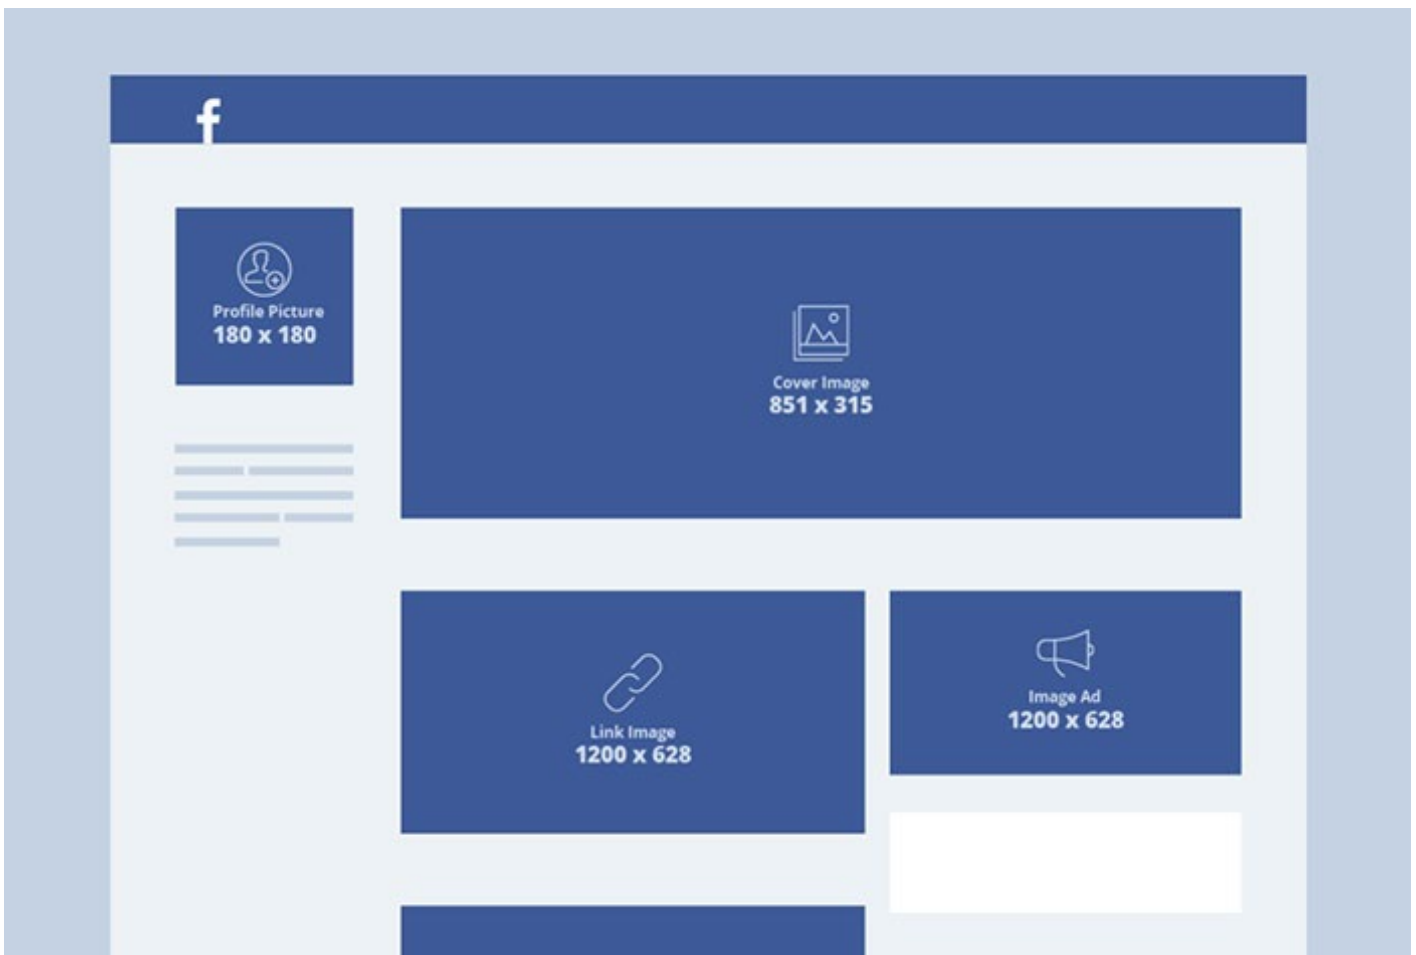 f
Profile Picture
180 x 180
Cover Image
851 x 315
Link Image
1200 x 628
Image Ad
1200 x 628